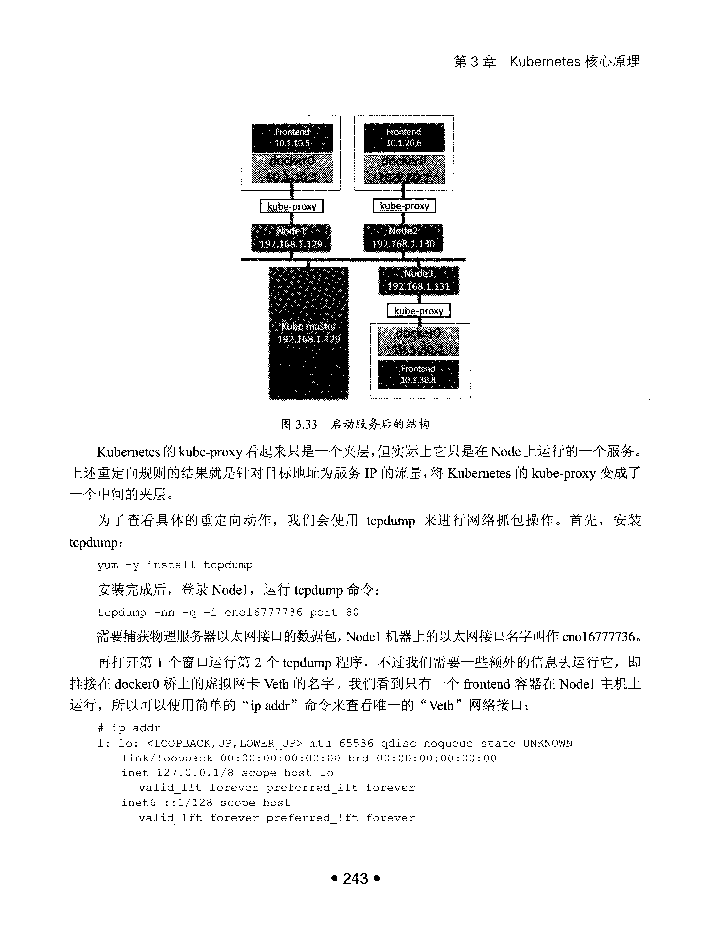 第 3 章 Kubernetes 核心原理
Frontend
10.1.10.5
Frontend
10.1.20.6
docker0
docker0
kube-proxy
kube-proxy
Node1
192.168.1.129
Node2
192.168.1.130
Node3
192.168.1.131
Kube master
kube-proxy
docker0
Frontend
10.1.30.8
图 3.33 启动服务后的结构
Kubernetes 的 kube-proxy 看起来只是一个夹层,但实际上它只是在 Node 上运行的一个服务。
上述重定向规则的结果就是针对目标地址为服务 IP 的流量,将 Kubernetes 的 kube-proxy 变成了
一个中间的夹层。
为了查看具体的重定向动作，我们会使用 tcpdump 来进行网络抓包操作。首先，安装
tcpdump：
yum -y install tcpdump
安装完成后，登录 Node1，运行 tcpdump 命令：
tcpdump -nn -q -i eno16777736 port 80
需要捕获物理服务器以太网接口的数据包，Node1 机器上的以太网接口名字叫作 eno16777736。
再打开第 1 个窗口运行第 2 个 tcpdump 程序，不过我们需要一些额外的信息去运行它，即
挂接在 docker0 桥上的虚拟网卡 Veth 的名字。我们看到只有一个 frontend 容器在 Node1 主机上
运行，所以可以使用简单的“ip addr”命令来查看唯一的“Veth”网络接口：
# ip addr
1: lo: <LOOPBACK,UP,LOWER_UP> mtu 65536 qdisc noqueue state UNKNOWN
link/loopback 00:00:00:00:00:00 brd 00:00:00:00:00:00
inet 127.0.0.1/8 scope host lo
valid_lft forever preferred_lft forever
inet6 ::1/128 scope host
valid_lft forever preferred_lft forever
• 243 •